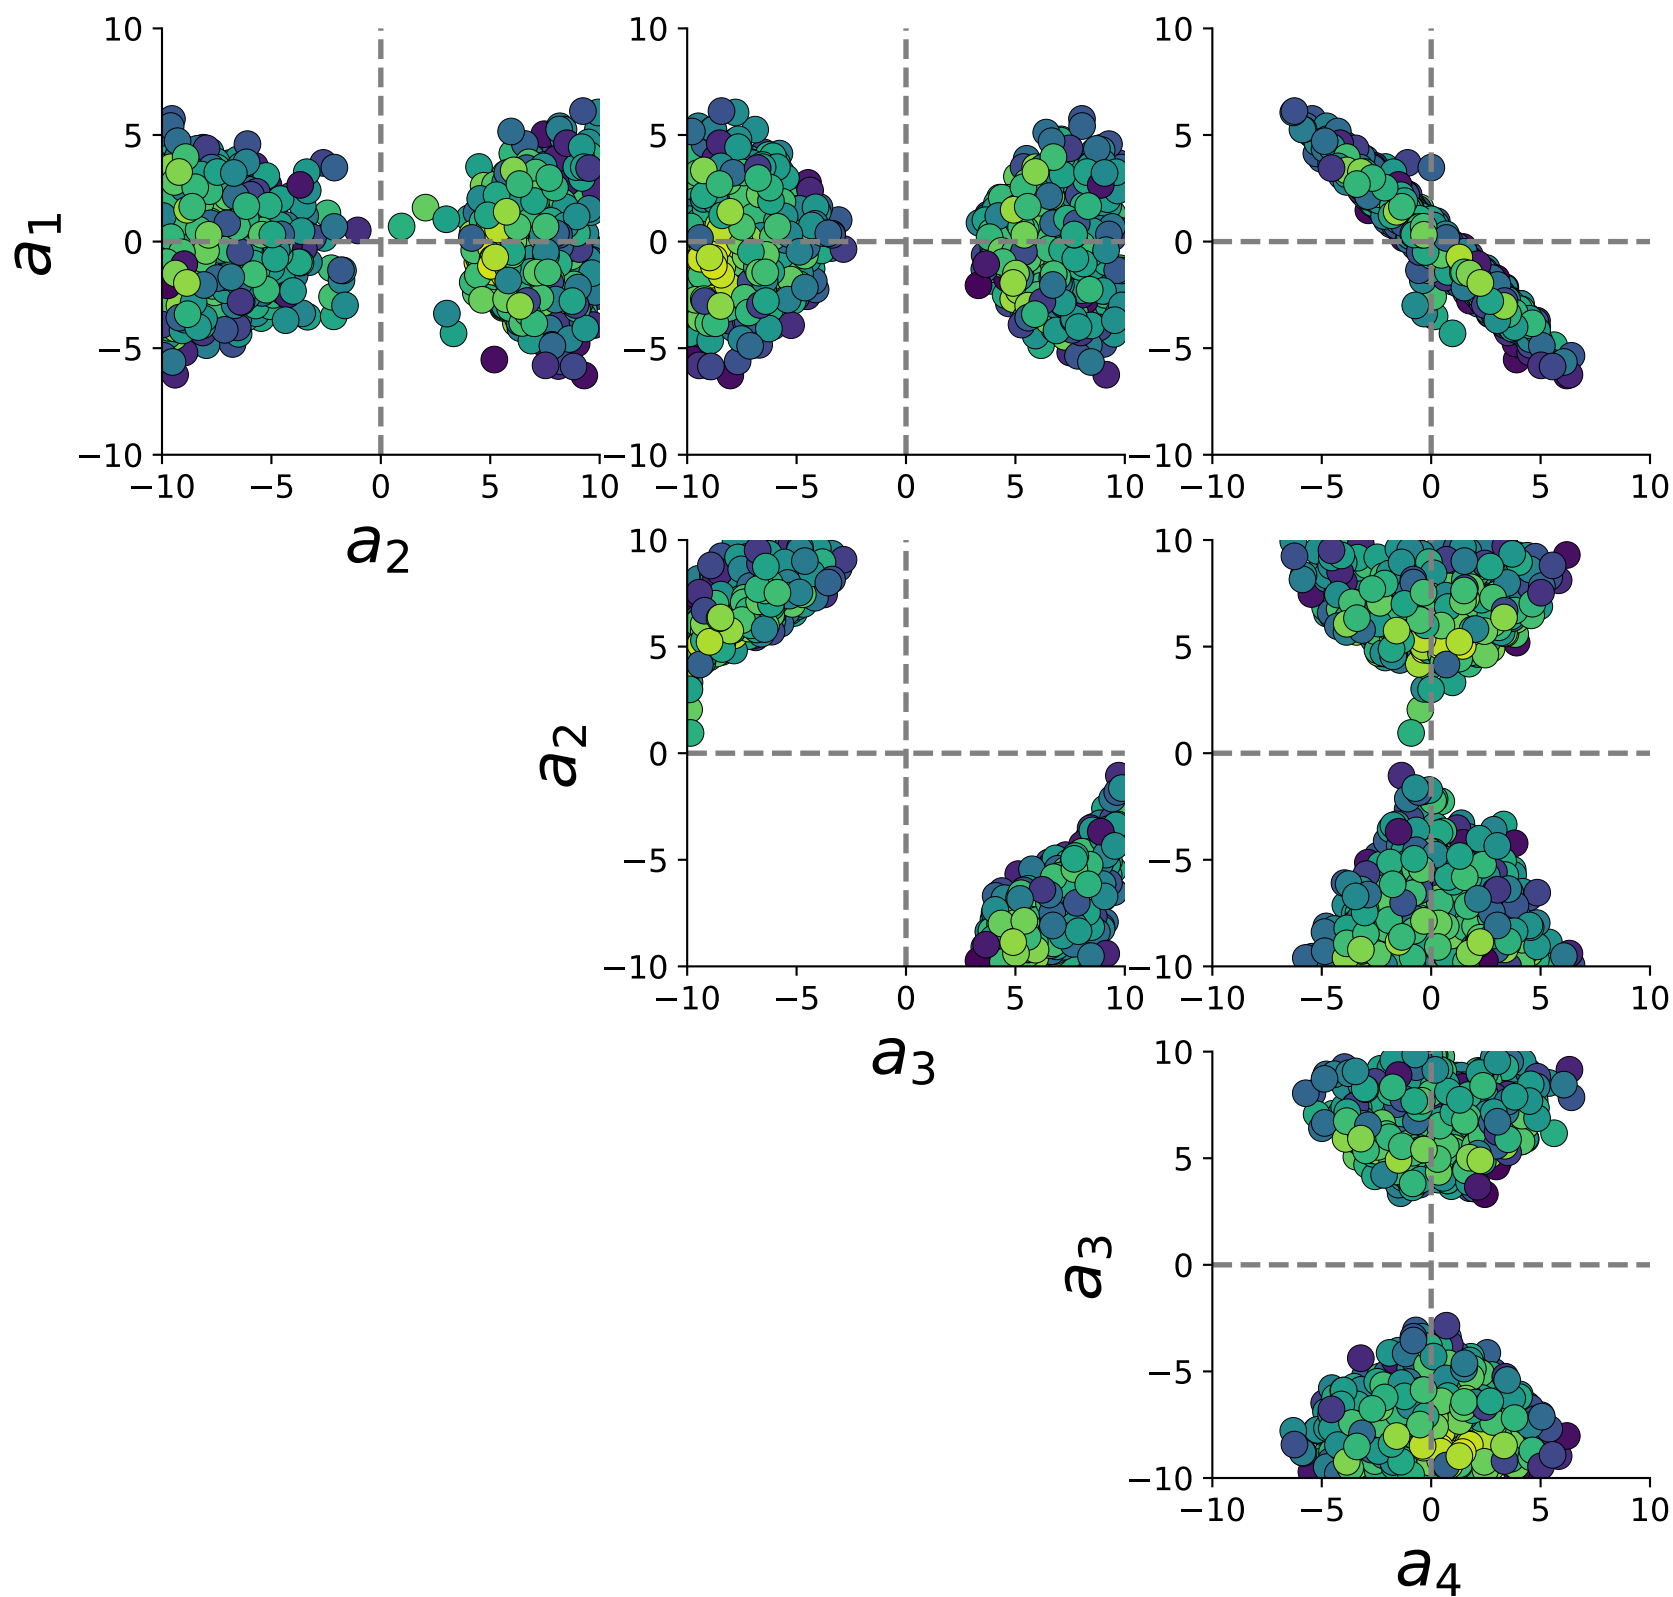 10 10 10
5 5 5
a1 0 0 0
−5 −5 −5
−10 −10 −10
−10 −5 0 5 10 −10 −5 0 5 10 −10 −5 0 5 10
a2
10 10
5 5
a2 0 0
−5 −5
−10 −10
−10 −5 0 5 10 −10 −5 0 5 10
a3
10
5
a3 0
−5
−10
−10 −5 0 5 10
a4